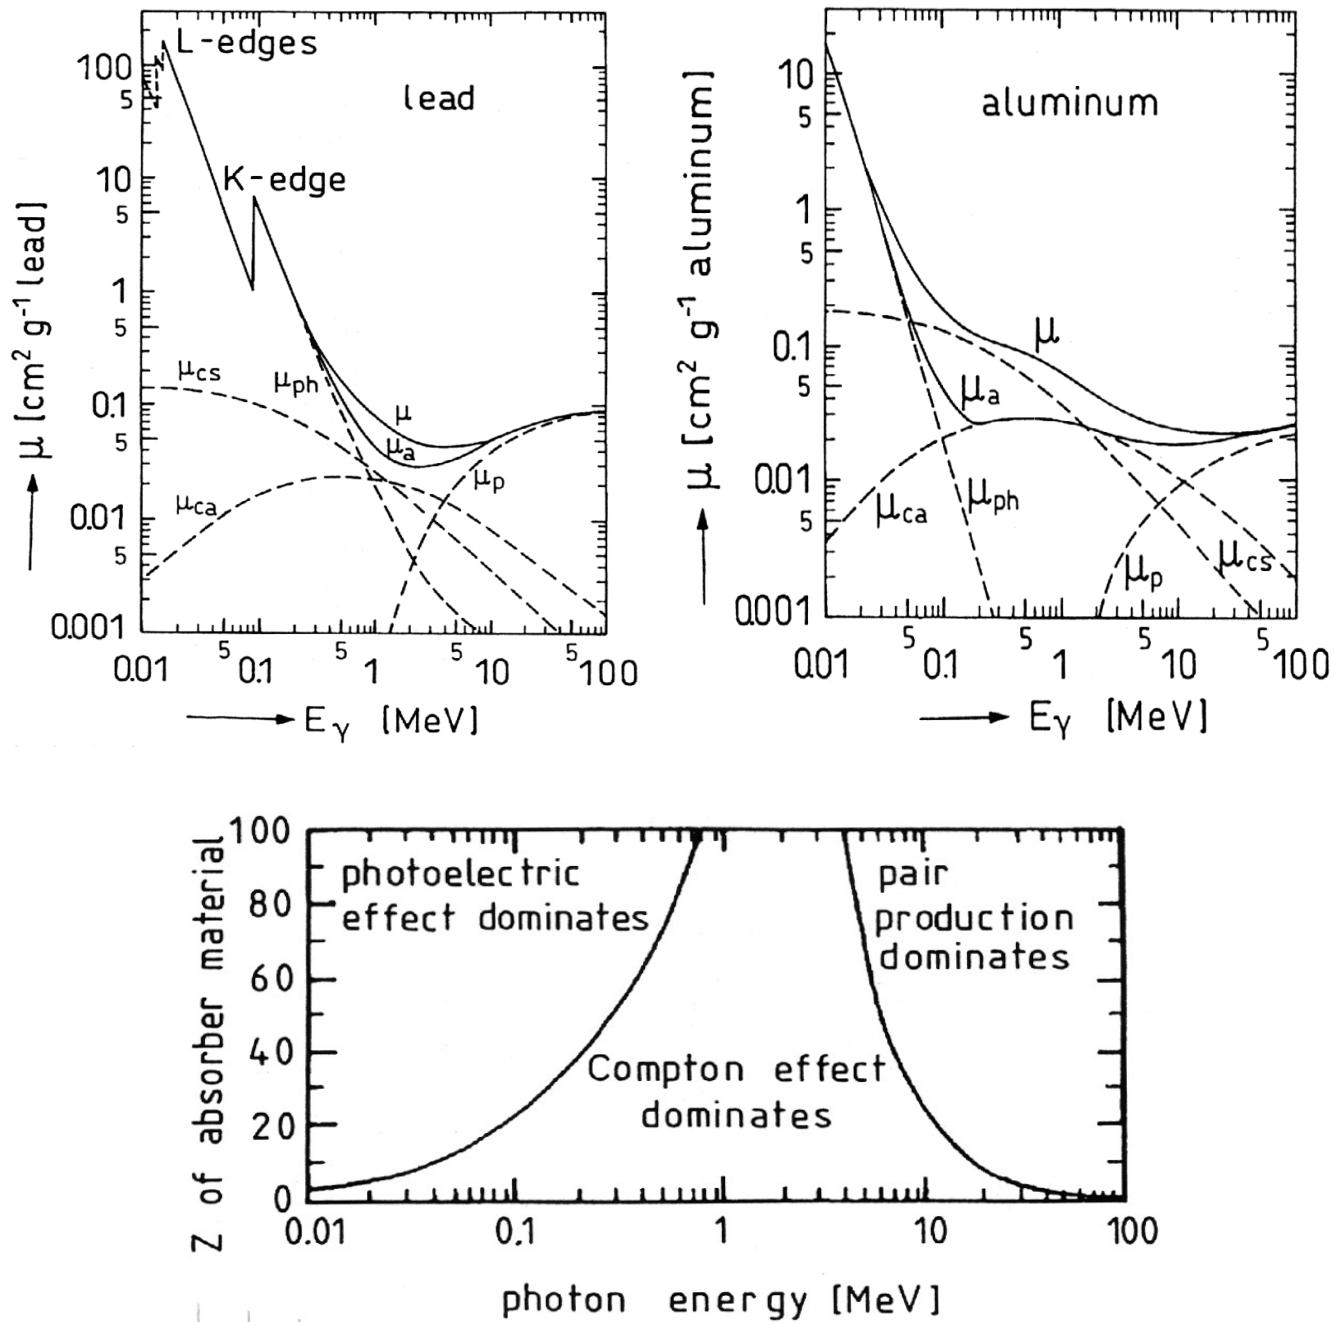 L-edges
lead
K-edge
μcs
μph
μ
μa
μca
μp
100
5
10
5
1
5
0.1
5
0.01
5
0.001
μ [cm² g⁻¹ lead]
0.01 5 0.1 5 1 5 10 5 100
Eγ [MeV]
aluminum
μ
μa
μca
μph
μp
μcs
10
5
1
5
0.1
5
0.01
5
0.001
μ [cm² g⁻¹ aluminum]
0.01 5 0.1 5 1 5 10 5 100
Eγ [MeV]
Z of absorber material
100
80
60
40
20
0
photoelectric
effect dominates
pair
production
dominates
Compton effect
dominates
0.01 0.1 1 10 100
photon energy [MeV]